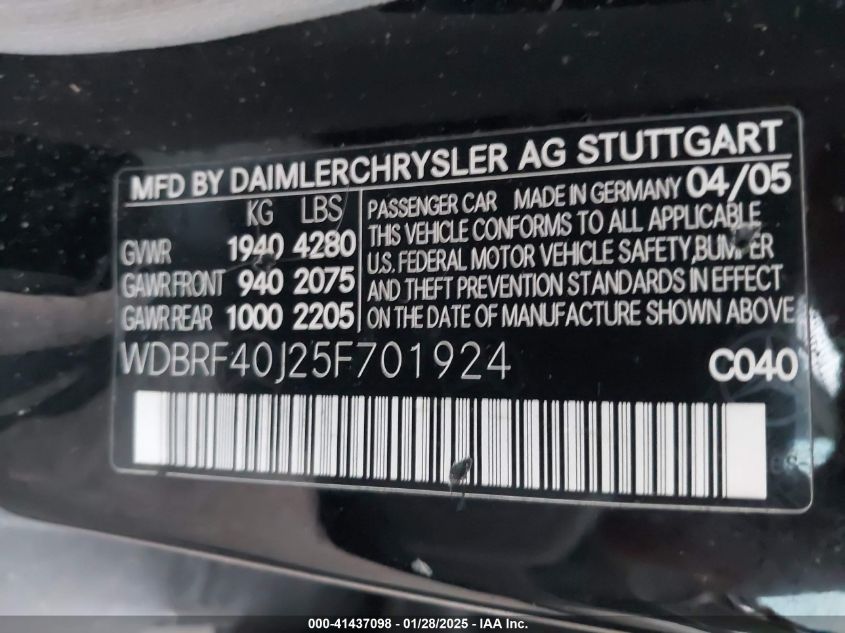 MFD BY DAIMLERCHRYSLER AG STUTTGART
KG LBS
GVWR 1940 4280
GAWR FRONT 940 2075
GAWR REAR 1000 2205
PASSENGER CAR MADE IN GERMANY 04/05
THIS VEHICLE CONFORMS TO ALL APPLICABLE
U.S. FEDERAL MOTOR VEHICLE SAFETY, BUMPER
AND THEFT PREVENTION STANDARDS IN EFFECT
ON THE DATE OF MANUFACTURE SHOWN ABOVE
WDBRF40J25F701924 C040
000-41437098 | 01/28/2025 - IAA Inc.